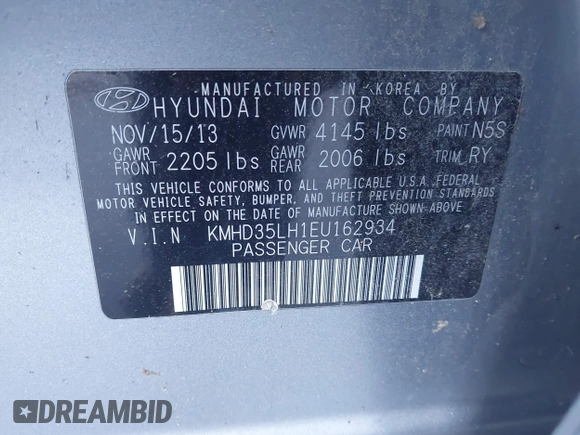 MANUFACTURED IN KOREA BY
HYUNDAI MOTOR COMPANY
NOV/15/13 GVWR 4145 lbs PAINT N5S
GAWR FRONT 2205 lbs GAWR REAR 2006 lbs TRIM RY
THIS VEHICLE CONFORMS TO ALL APPLICABLE U.S.A. FEDERAL
MOTOR VEHICLE SAFETY, BUMPER, AND THEFT PREVENTION STANDARDS
IN EFFECT ON THE DATE OF MANUFACTURE SHOWN ABOVE.
V.I.N KMHD35LH1EU162934
PASSENGER CAR
DREAMBID